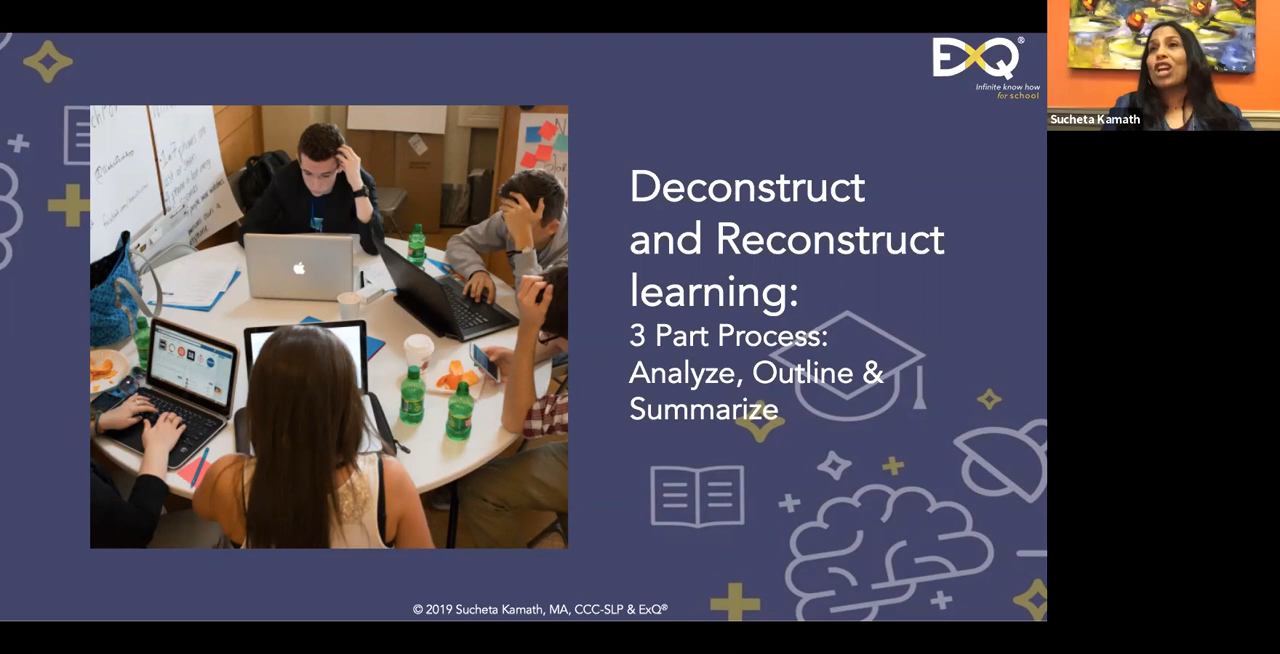 EXQ®
Infinite know how
for school
Sucheta Kamath
Deconstruct
and Reconstruct
learning:
3 Part Process:
Analyze, Outline &
Summarize
© 2019 Sucheta Kamath, MA, CCC-SLP & ExQ®